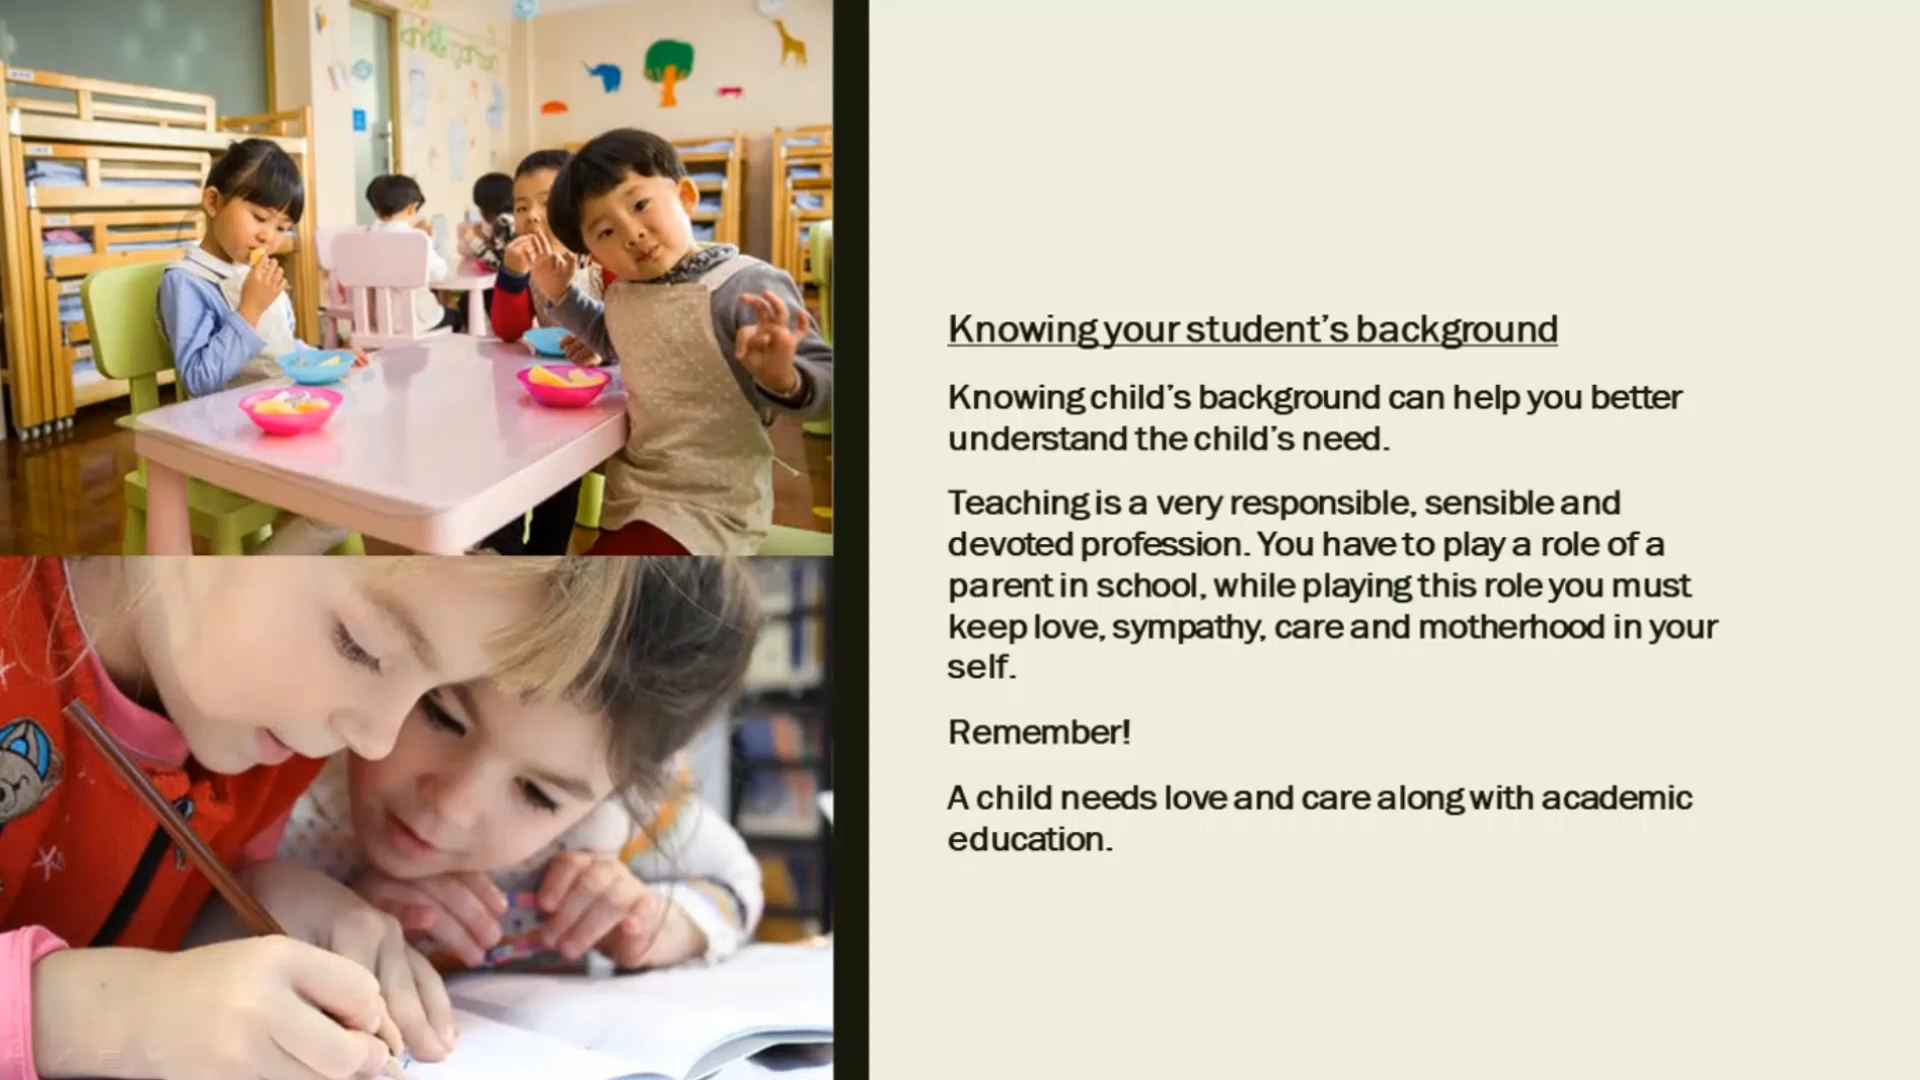 Knowing your student’s background
Knowing child’s background can help you better
understand the child’s need.
Teaching is a very responsible, sensible and
devoted profession. You have to play a role of a
parent in school, while playing this role you must
keep love, sympathy, care and motherhood in your
self.
Remember!
A child needs love and care along with academic
education.